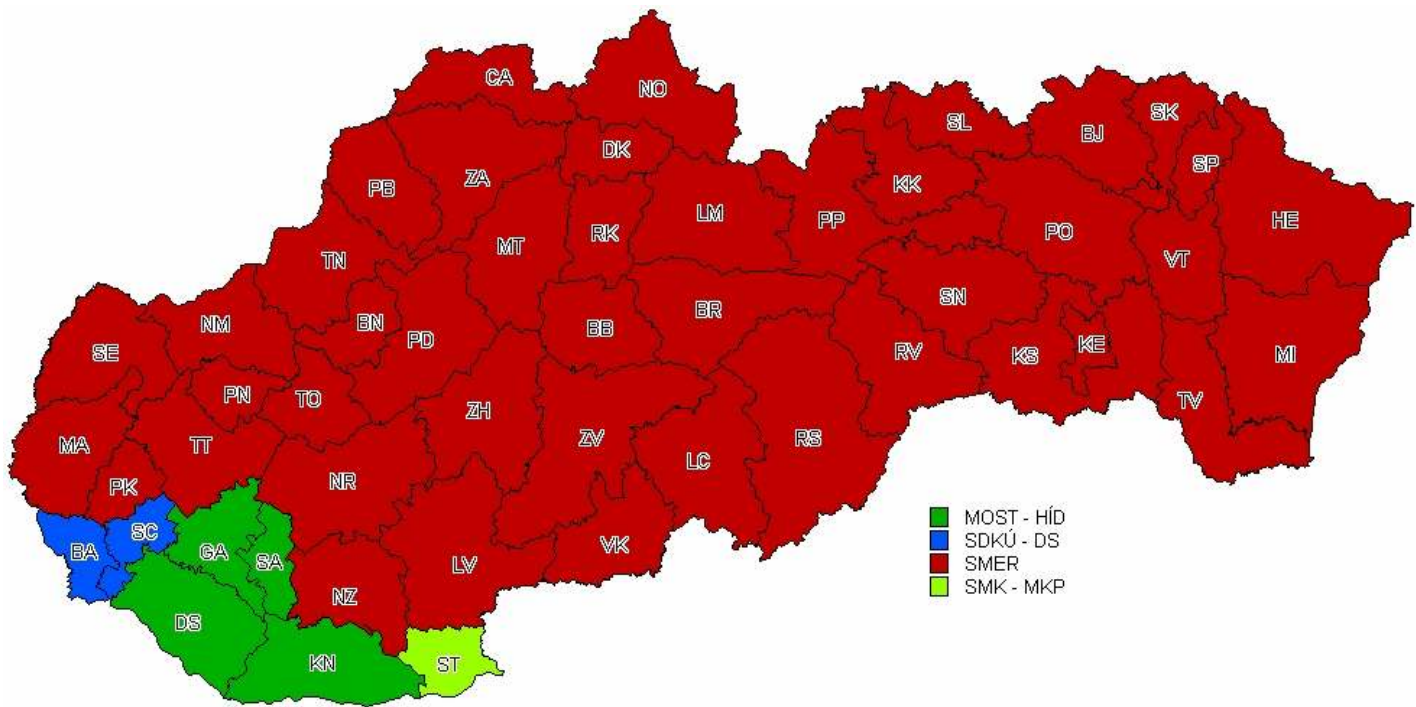 CA
NO
SL
BJ
SK
DK
SP
PB
ZA
KK
LM
PP
HE
RK
PO
MT
TN
VT
SN
BR
BN
NM
BB
PD
SE
RV
KS
KE
MI
PN
TO
TV
ZH
MA
TT
ZV
RS
LC
NR
PK
MOST - HÍD
SC
SDKÚ - DS
BA
GA
VK
SMER
SA
LV
SMK - MKP
NZ
DS
KN
ST